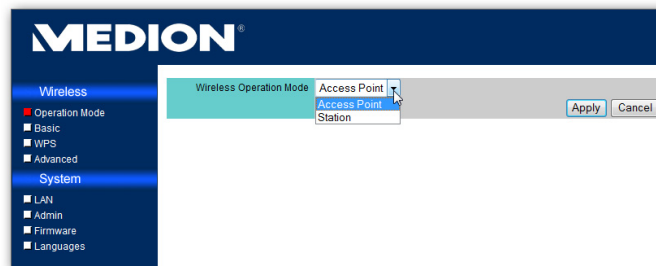 MEDION®
Wireless
Operation Mode
Basic
WPS
Advanced
System
LAN
Admin
Firmware
Languages
Wireless Operation Mode Access Point
Access Point
Station
Apply Cancel